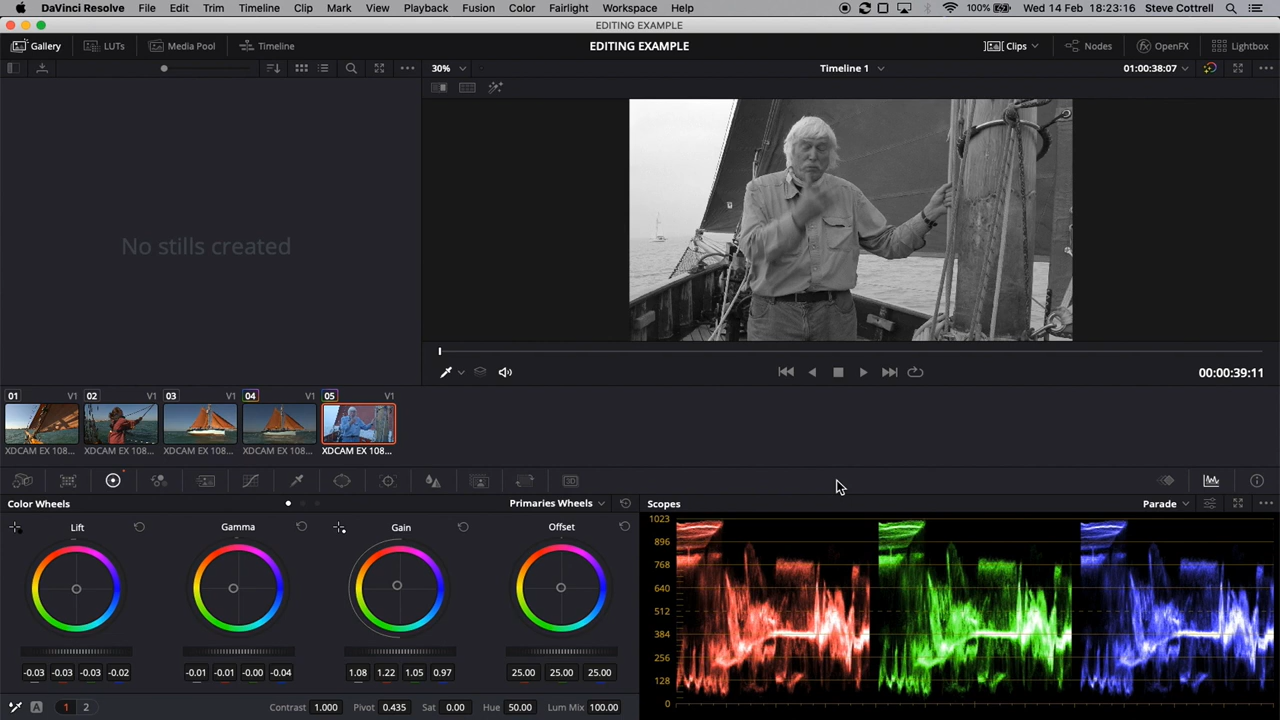 DaVinci Resolve File Edit Trim Timeline Clip Mark View Playback Fusion Color Fairlight Workspace Help 100% Wed 14 Feb 18:23:16 Steve Cottrell
EDITING EXAMPLE
Gallery LUTs Media Pool Timeline EDITING EXAMPLE Clips Nodes OpenFX Lightbox
30% Timeline 1 01:00:38:07
No stills created
00:00:39:11
01 V1 02 V1 03 V1 04 V1 05 V1
XDCAM EX 108... XDCAM EX 108... XDCAM EX 108... XDCAM EX 108... XDCAM EX 108...
Color Wheels Primaries Wheels Scopes Parade
Lift Gamma Gain Offset
1023
896
768
640
512
384
256
128
0
-0.03 -0.03 -0.03 -0.02 -0.01 -0.01 -0.00 -0.04 1.08 1.22 1.05 0.97 25.00 25.00 25.00
A 1 2 Contrast 1.000 Pivot 0.435 Sat 0.00 Hue 50.00 Lum Mix 100.00